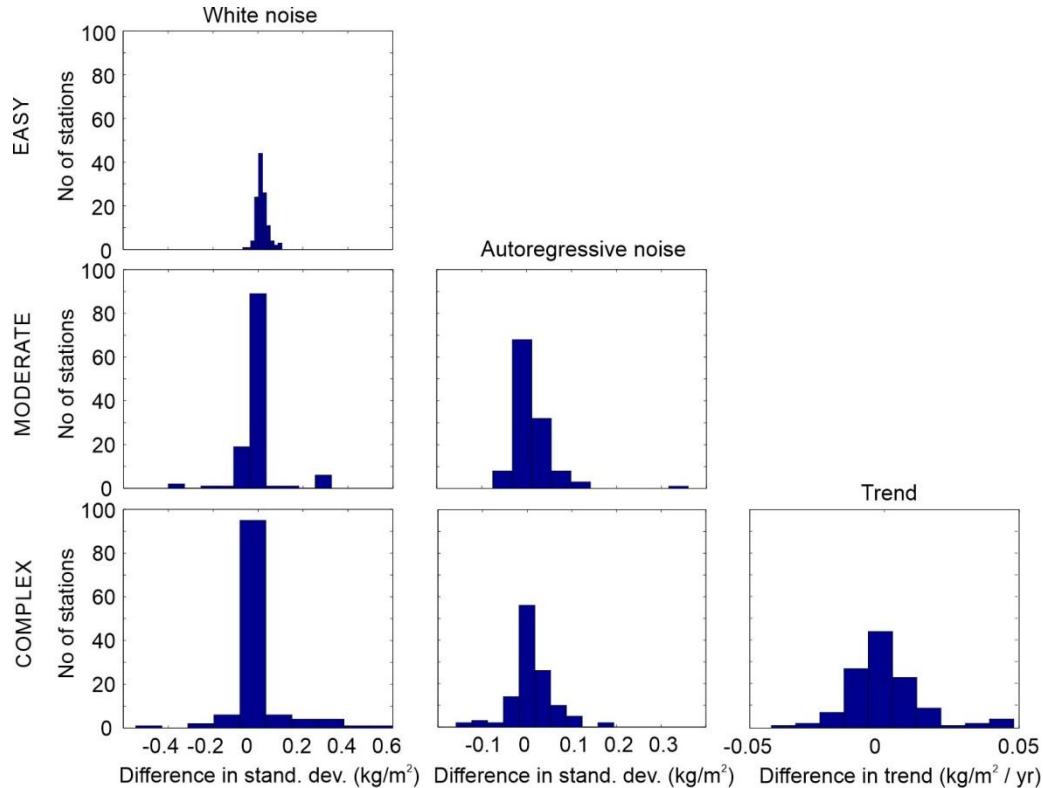 White noise
EASY
No of stations
100
80
60
40
20
0
Autoregressive noise
MODERATE
No of stations
100
80
60
40
20
0
Trend
COMPLEX
No of stations
100
80
60
40
20
0
-0.4 -0.2 0 0.2 0.4 0.6
Difference in stand. dev. (kg/m²)
-0.1 0 0.1 0.2 0.3
Difference in stand. dev. (kg/m²)
-0.05 0 0.05
Difference in trend (kg/m² / yr)